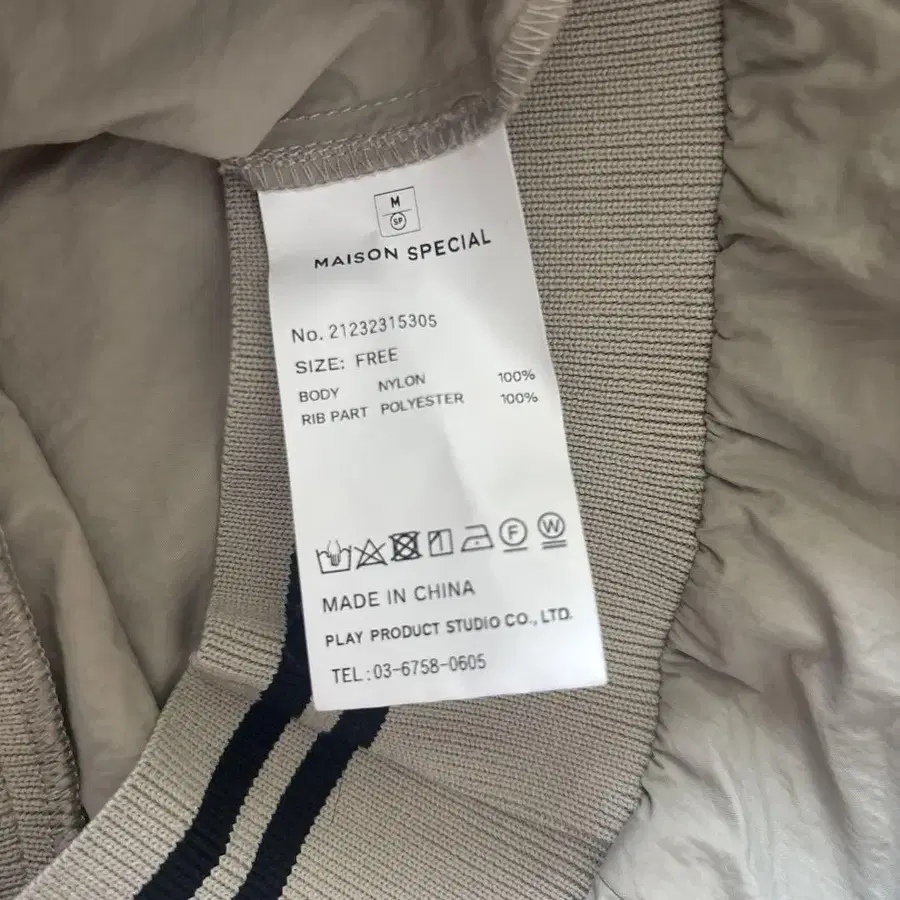 M
SP
MAISON SPECIAL
No. 21232315305
SIZE: FREE
BODY NYLON 100%
RIB PART POLYESTER 100%
F W
MADE IN CHINA
PLAY PRODUCT STUDIO CO., LTD.
TEL:03-6758-0605